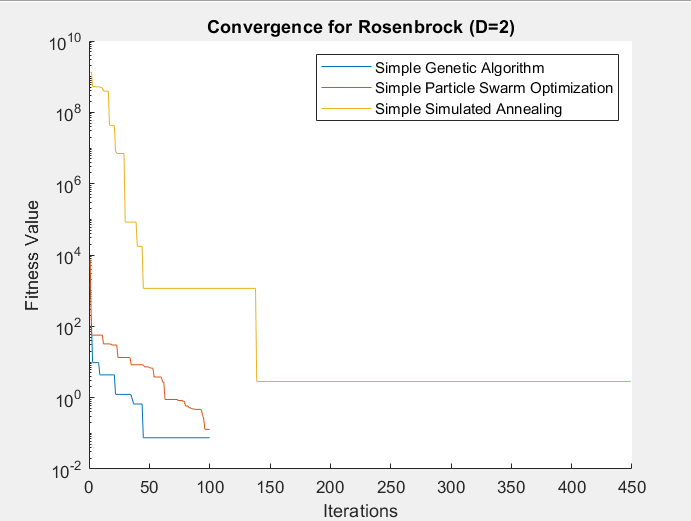 Convergence for Rosenbrock (D=2)
Simple Genetic Algorithm
Simple Particle Swarm Optimization
Simple Simulated Annealing
Fitness Value
10^10
10^8
10^6
10^4
10^2
10^0
10^-2
0 50 100 150 200 250 300 350 400 450
Iterations